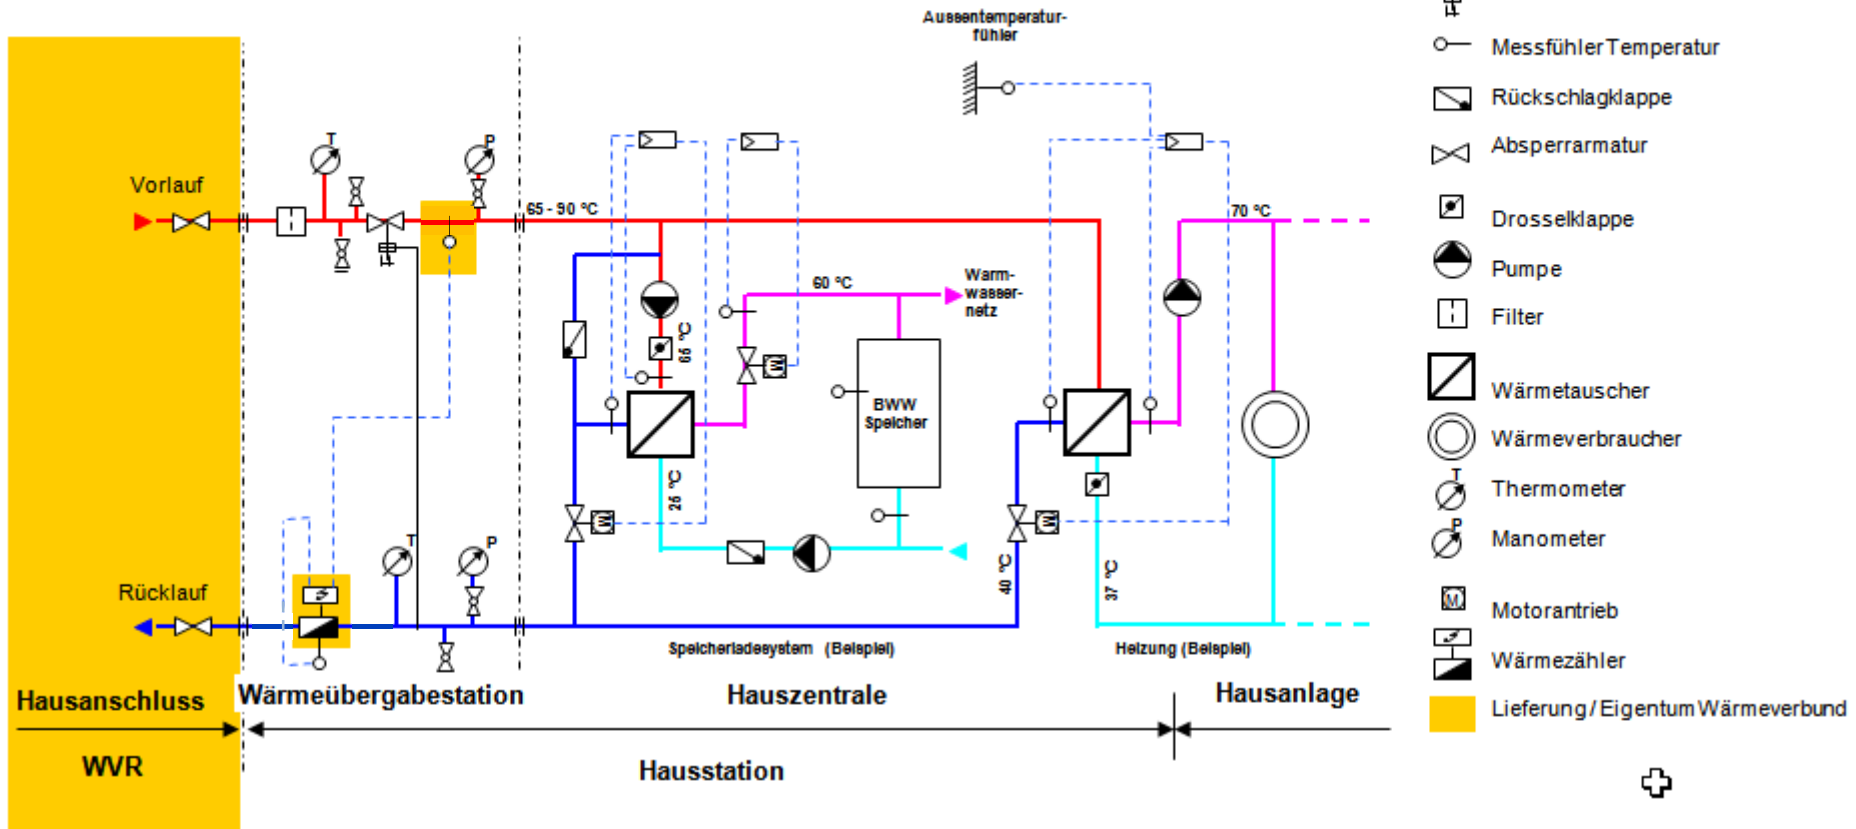 Aussentemperatur-
fühler
Vorlauf
T
P
65 - 90 °C
70 °C
60 °C
Warm-
wasser-
netz
65 °C
M
BWW
Speicher
25 °C
M
M
40 °C
37 °C
Rücklauf
T
P
Speicherladesystem (Beispiel)
Heizung (Beispiel)
Hausanschluss
Wärmeübergabestation
Hauszentrale
Hausanlage
WVR
Hausstation
Messfühler Temperatur
Rückschlagklappe
Absperrarmatur
Drosselklappe
Pumpe
Filter
Wärmetauscher
Wärmeverbraucher
T
Thermometer
P
Manometer
M
Motorantrieb
Wärmezähler
Lieferung / Eigentum Wärmeverbund